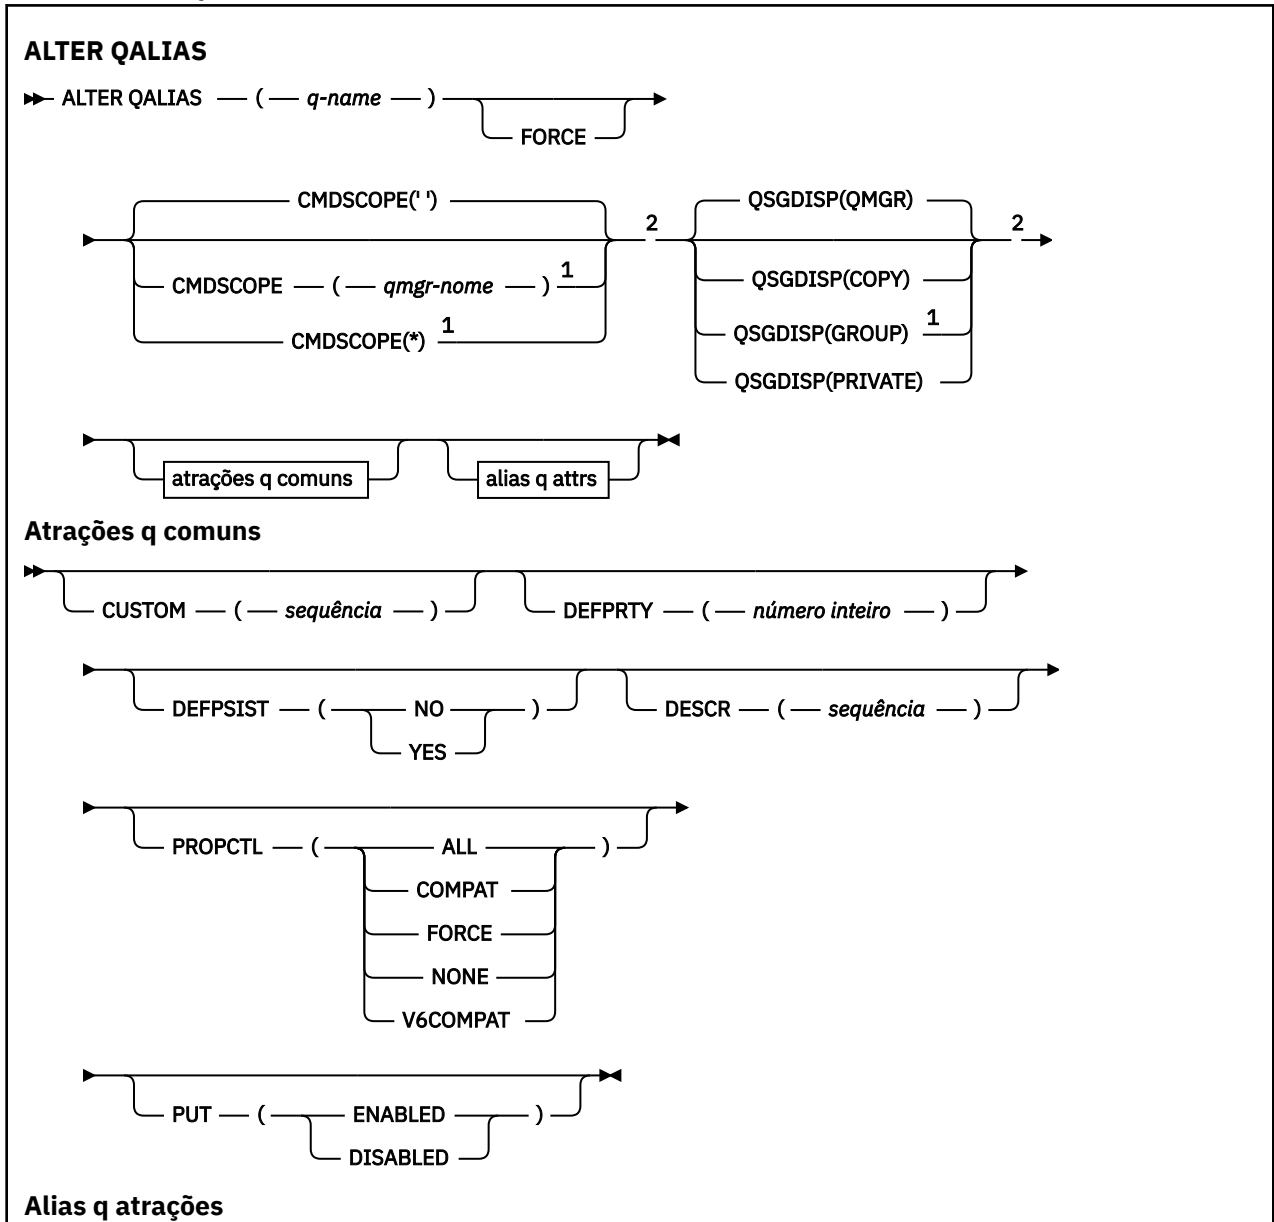 ALTER QALIAS
ALTER QALIAS ( q-name )
FORCE
CMDSCOPE(' ')
CMDSCOPE ( qmgr-nome ) 1
CMDSCOPE(*) 1
2
QSGDISP(QMGR)
QSGDISP(COPY)
QSGDISP(GROUP) 1
QSGDISP(PRIVATE)
2
atrações q comuns
alias q attrs
Atrações q comuns
CUSTOM ( sequência )
DEFPRTY ( número inteiro )
DEFPSIST ( NO )
YES
DESCR ( sequência )
PROPCTL ( ALL )
COMPAT
FORCE
NONE
V6COMPAT
PUT ( ENABLED )
DISABLED
Alias q atrações